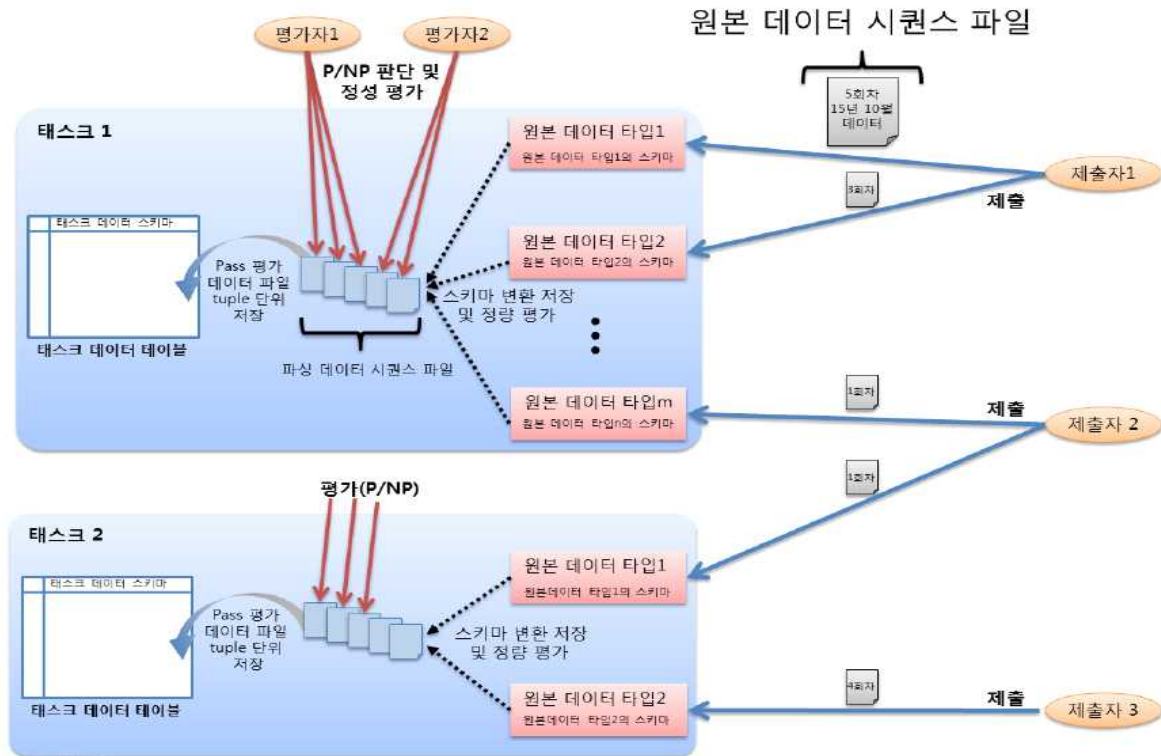 원본 데이터 시퀀스 파일
평가자1
평가자2
P/NP 판단 및
정성 평가
5회차
15년 10월
데이터
태스크 1
원본 데이터 타입1
원본 데이터 타입1의 스키마
제출자1
3회차
제출
태스크 데이터 스키마
원본 데이터 타입2
원본 데이터 타입2의 스키마
Pass 평가
데이터 파일
tuple 단위
저장
스키마 변환 저장
및 정량 평가
태스크 데이터 테이블
파싱 데이터 시퀀스 파일
원본 데이터 타입m
원본 데이터 타입n의 스키마
1회차
제출
제출자 2
1회차
평가(P/NP)
태스크 2
원본 데이터 타입1
원본데이터 타입1의 스키마
태스크 데이터 스키마
Pass 평가
데이터 파일
tuple 단위
저장
스키마 변환 저장
및 정량 평가
원본 데이터 타입2
원본데이터 타입2의 스키마
4회차
제출
제출자 3
태스크 데이터 테이블